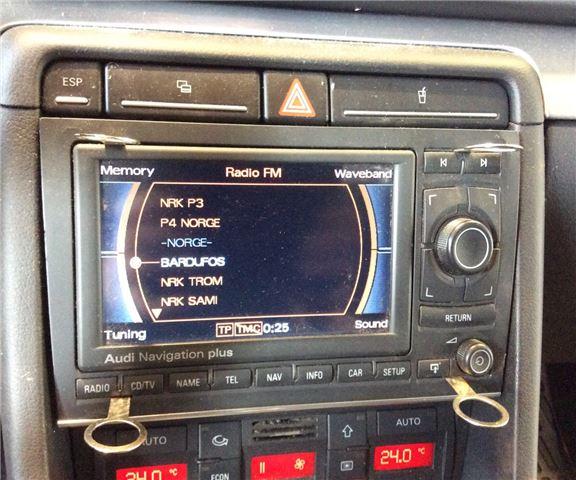 ESP
Memory Radio FM Waveband
NRK P3
P4 NORGE
-NORGE-
BARDUFOS
NRK TROM
NRK SAMI
Tuning TP TMC 0:25 Sound
RETURN
Audi Navigation plus
RADIO CD/TV NAME TEL NAV INFO CAR SETUP
AUTO AUTO
24.0 °C 24.0 °C
ECON